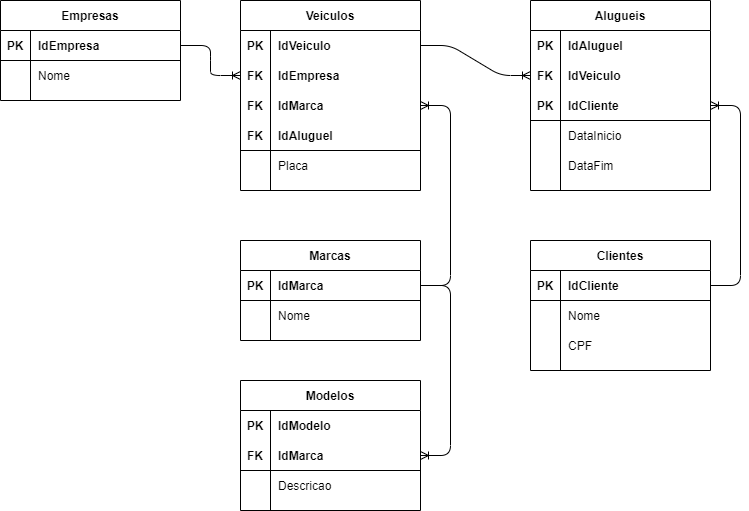 Empresas
PK IdEmpresa
Nome
Veiculos
PK IdVeiculo
FK IdEmpresa
FK IdMarca
FK IdAluguel
Placa
Alugueis
PK IdAluguel
FK IdVeiculo
PK IdCliente
DataInicio
DataFim
Marcas
PK IdMarca
Nome
Clientes
PK IdCliente
Nome
CPF
Modelos
PK IdModelo
FK IdMarca
Descricao